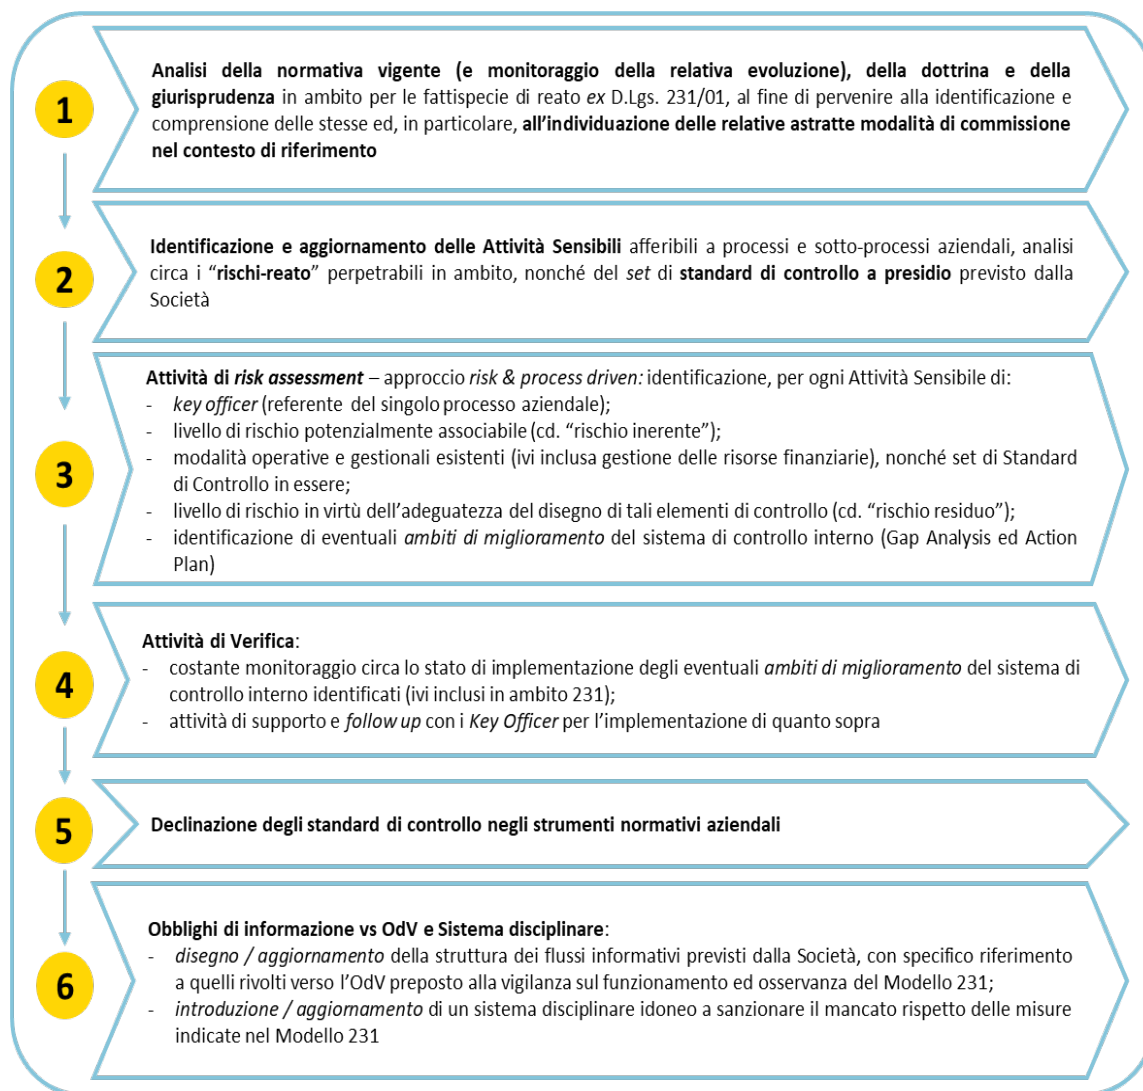 1
Analisi della normativa vigente (e monitoraggio della relativa evoluzione), della dottrina e della
giurisprudenza in ambito per le fattispecie di reato ex D.Lgs. 231/01, al fine di pervenire alla identificazione e
comprensione delle stesse ed, in particolare, all'individuazione delle relative astratte modalità di commissione
nel contesto di riferimento
2
Identificazione e aggiornamento delle Attività Sensibili afferibili a processi e sotto-processi aziendali, analisi
circa i “rischi-reato” perpetrabili in ambito, nonché del set di standard di controllo a presidio previsto dalla
Società
3
Attività di risk assessment – approccio risk & process driven: identificazione, per ogni Attività Sensibile di:
- key officer (referente del singolo processo aziendale);
- livello di rischio potenzialmente associabile (cd. “rischio inerente”);
- modalità operative e gestionali esistenti (ivi inclusa gestione delle risorse finanziarie), nonché set di Standard
di Controllo in essere;
- livello di rischio in virtù dell'adeguatezza del disegno di tali elementi di controllo (cd. “rischio residuo”);
- identificazione di eventuali ambiti di miglioramento del sistema di controllo interno (Gap Analysis ed Action
Plan)
4
Attività di Verifica:
- costante monitoraggio circa lo stato di implementazione degli eventuali ambiti di miglioramento del sistema di
controllo interno identificati (ivi inclusi in ambito 231);
- attività di supporto e follow up con i Key Officer per l'implementazione di quanto sopra
5
Declinazione degli standard di controllo negli strumenti normativi aziendali
6
Obblighi di informazione vs OdV e Sistema disciplinare:
- disegno / aggiornamento della struttura dei flussi informativi previsti dalla Società, con specifico riferimento
a quelli rivolti verso l'OdV preposto alla vigilanza sul funzionamento ed osservanza del Modello 231;
- introduzione / aggiornamento di un sistema disciplinare idoneo a sanzionare il mancato rispetto delle misure
indicate nel Modello 231